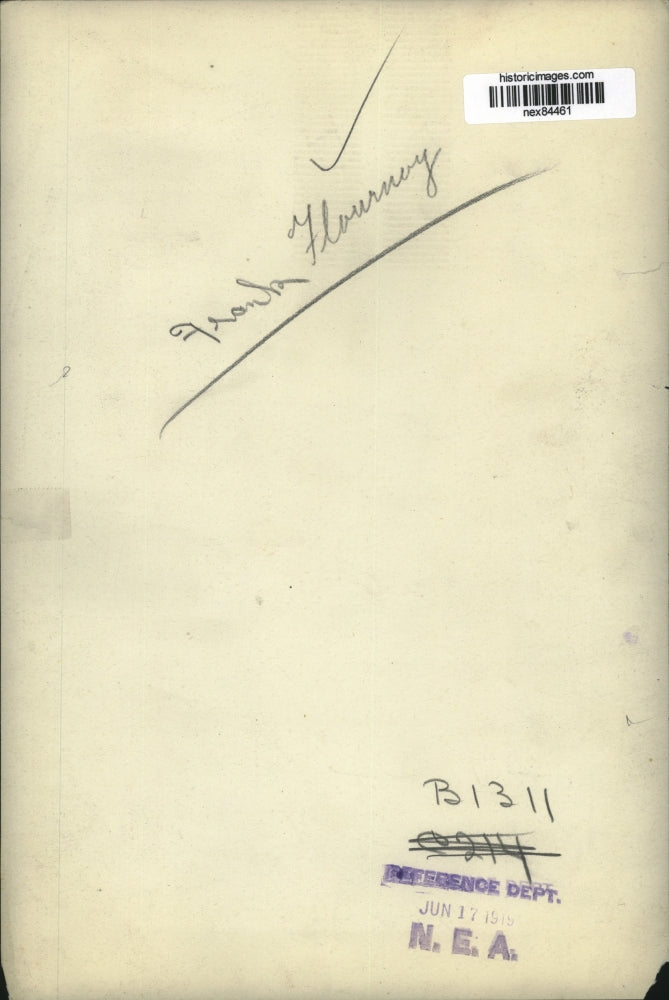 historicimages.com
nex84461
Frank Flournoy
B1311
REFERENCE DEPT.
JUN 17 1919
N. E. A.